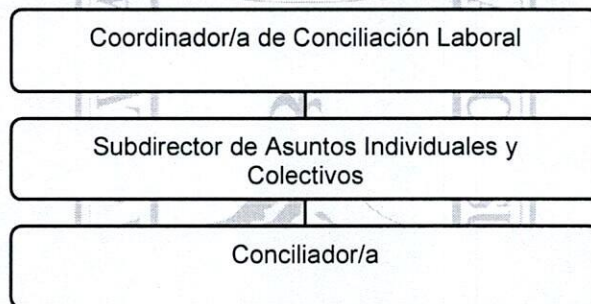 Coordinador/a de Conciliación Laboral
Subdirector de Asuntos Individuales y
Colectivos
Conciliador/a